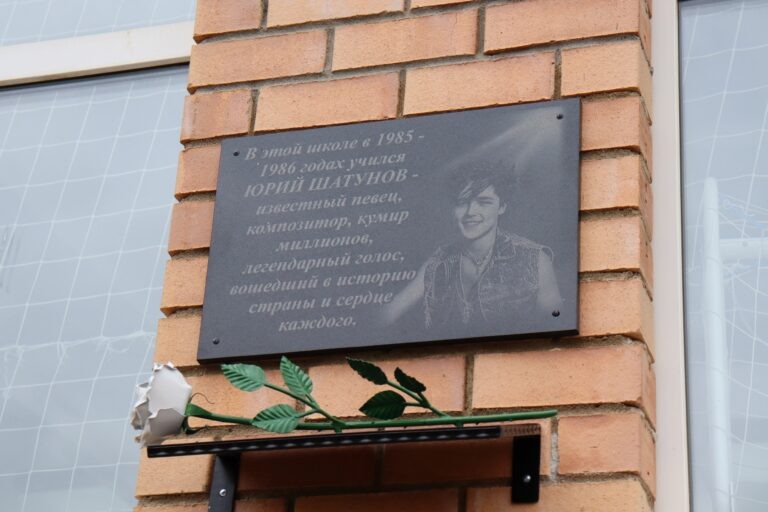 В этой школе в 1985 -
1986 годах учился
ЮРИЙ ШАТУНОВ -
известный певец,
композитор, кумир
миллионов,
легендарный голос,
вошедший в историю
страны и сердце
каждого.